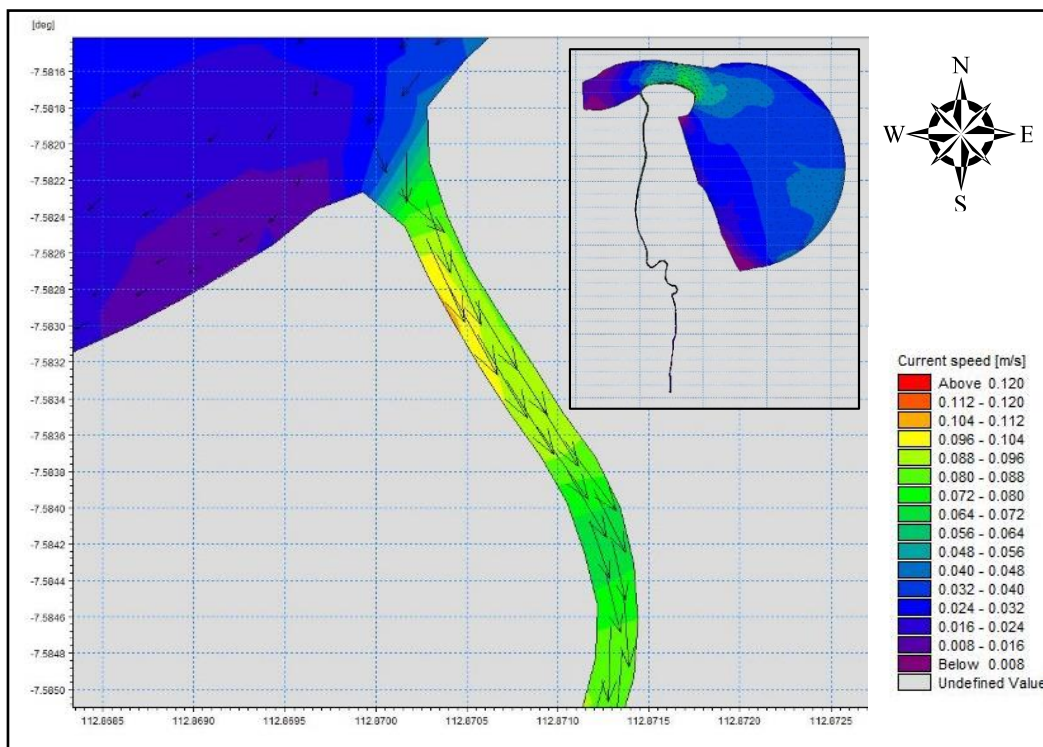 [deg]
-7.5816
-7.5818
-7.5820
-7.5822
-7.5824
-7.5826
-7.5828
-7.5830
-7.5832
-7.5834
-7.5836
-7.5838
-7.5840
-7.5842
-7.5844
-7.5846
-7.5848
-7.5850
112.8685 112.8690 112.8695 112.8700 112.8705 112.8710 112.8715 112.8720 112.8725
N
W E
S
Current speed [m/s]
Above 0.120
0.112 - 0.120
0.104 - 0.112
0.096 - 0.104
0.088 - 0.096
0.080 - 0.088
0.072 - 0.080
0.064 - 0.072
0.056 - 0.064
0.048 - 0.056
0.040 - 0.048
0.032 - 0.040
0.024 - 0.032
0.016 - 0.024
0.008 - 0.016
Below 0.008
Undefined Value